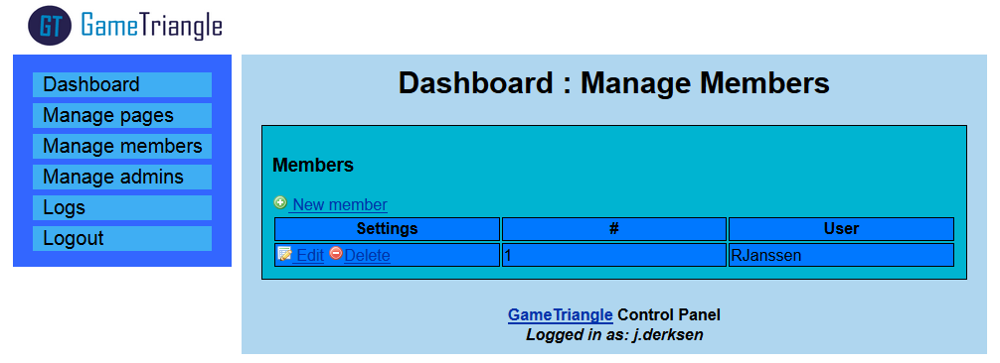 GT GameTriangle
Dashboard
Manage pages
Manage members
Manage admins
Logs
Logout
Dashboard : Manage Members
Members
New member
Settings # User
Edit Delete 1 RJanssen
GameTriangle Control Panel
Logged in as: j.derksen